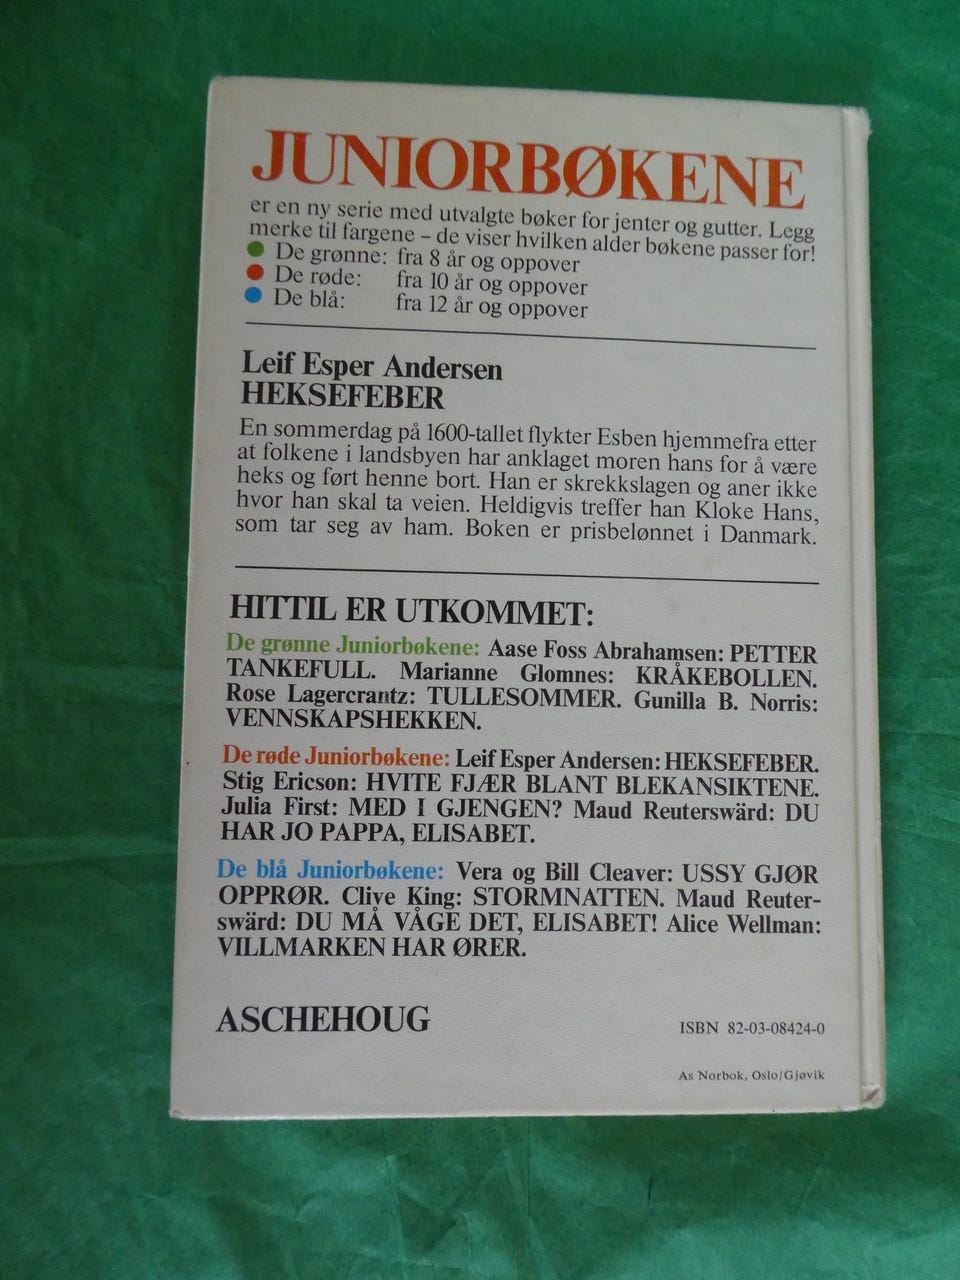 JUNIORBØKENE
er en ny serie med utvalgte bøker for jenter og gutter. Legg
merke til fargene – de viser hvilken alder bøkene passer for!
De grønne: fra 8 år og oppover
De røde: fra 10 år og oppover
De blå: fra 12 år og oppover
Leif Esper Andersen
HEKSEFEBER
En sommerdag på 1600-tallet flykter Esben hjemmefra etter
at folkene i landsbyen har anklaget moren hans for å være
heks og ført henne bort. Han er skrekkslagen og aner ikke
hvor han skal ta veien. Heldigvis treffer han Kloke Hans,
som tar seg av ham. Boken er prisbelønnet i Danmark.
HITTIL ER UTKOMMET:
De grønne Juniorbøkene: Aase Foss Abrahamsen: PETTER
TANKEFULL. Marianne Glomnes: KRÅKEBOLLEN.
Rose Lagercrantz: TULLESOMMER. Gunilla B. Norris:
VENNSKAPSHEKKEN.
De røde Juniorbøkene: Leif Esper Andersen: HEKSEFEBER.
Stig Ericson: HVITE FJÆR BLANT BLEKANSIKTENE.
Julia First: MED I GJENGEN? Maud Reuterswärd: DU
HAR JO PAPPA, ELISABET.
De blå Juniorbøkene: Vera og Bill Cleaver: USSY GJØR
OPPRØR. Clive King: STORMNATTEN. Maud Reuter-
swärd: DU MÅ VÅGE DET, ELISABET! Alice Wellman:
VILLMARKEN HAR ØRER.
ASCHEHOUG
ISBN 82-03-08424-0
As Norbok, Oslo/Gjøvik